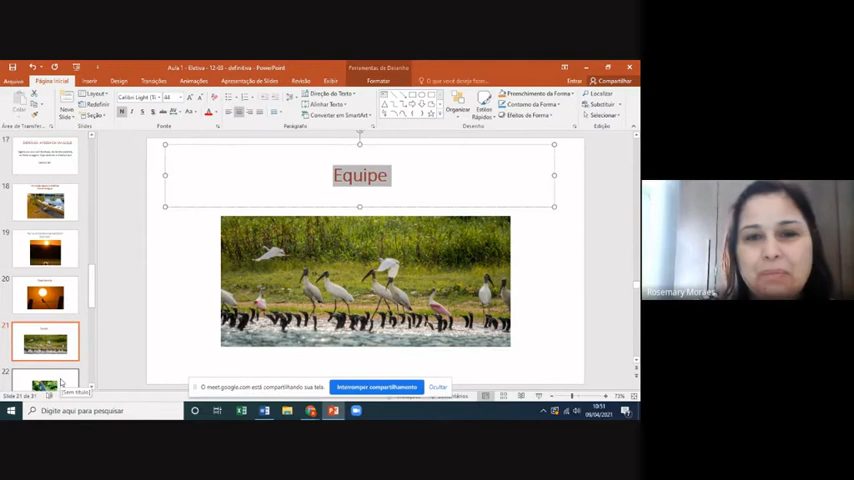 Aula 1 - Eletiva - 12-03 - definitiva - PowerPoint
Ferramentas de Desenho
Arquivo
Página Inicial
Inserir
Design
Transições
Animações
Apresentação de Slides
Revisão
Exibir
Formatar
O que você deseja fazer...
Entrar
Compartilhar
Colar
Novo Slide
Layout
Redefinir
Seção
Calibri Light (Tí
44
Direção do Texto
Alinhar Texto
Converter em SmartArt
Organizar
Estilos Rápidos
Preenchimento da Forma
Contorno da Forma
Efeitos de Forma
Localizar
Substituir
Selecionar
Área de Transfer...
Slides
Fonte
Parágrafo
Desenho
Edição
17
18
19
20
21
22
Equipe
[Sem título]
Rosemary Moraes
O meet.google.com está compartilhando sua tela.
Interromper compartilhamento
Ocultar
Slide 21 de 31
73%
Digite aqui para pesquisar
10:51
09/04/2021